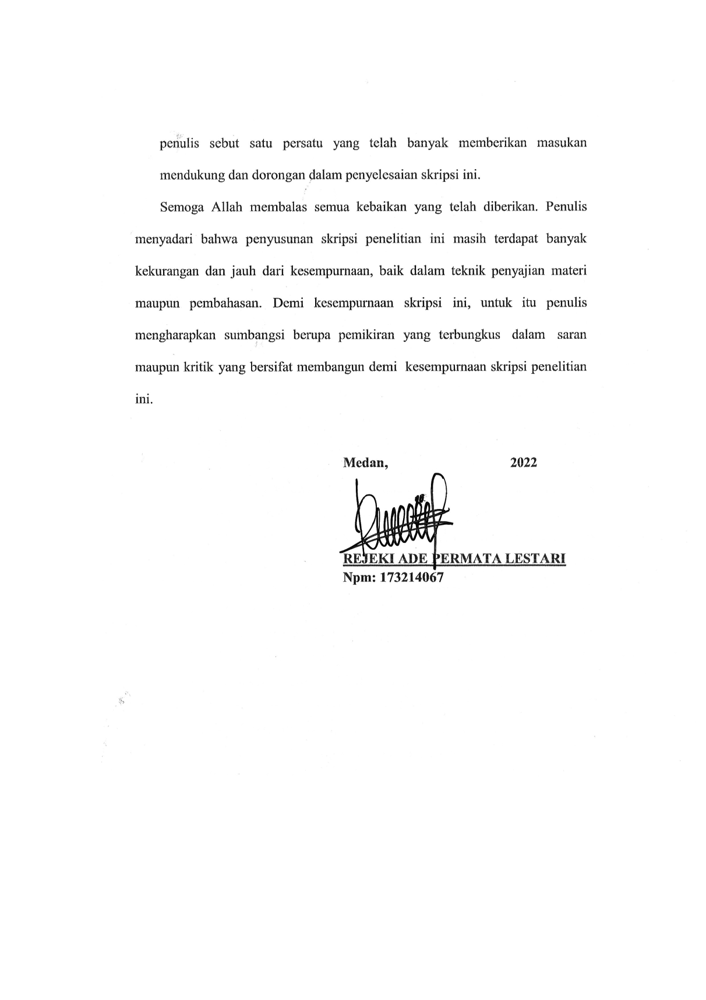 penulis sebut satu persatu yang telah banyak memberikan masukan
mendukung dan dorongan dalam penyelesaian skripsi ini.
Semoga Allah membalas semua kebaikan yang telah diberikan. Penulis
menyadari bahwa penyusunan skripsi penelitian ini masih terdapat banyak
kekurangan dan jauh dari kesempurnaan, baik dalam teknik penyajian materi
maupun pembahasan. Demi kesempurnaan skripsi ini, untuk itu penulis
mengharapkan sumbangsi berupa pemikiran yang terbungkus dalam saran
maupun kritik yang bersifat membangun demi kesempurnaan skripsi penelitian
ini.
Medan, 2022
REJEKI ADE PERMATA LESTARI
Npm: 173214067